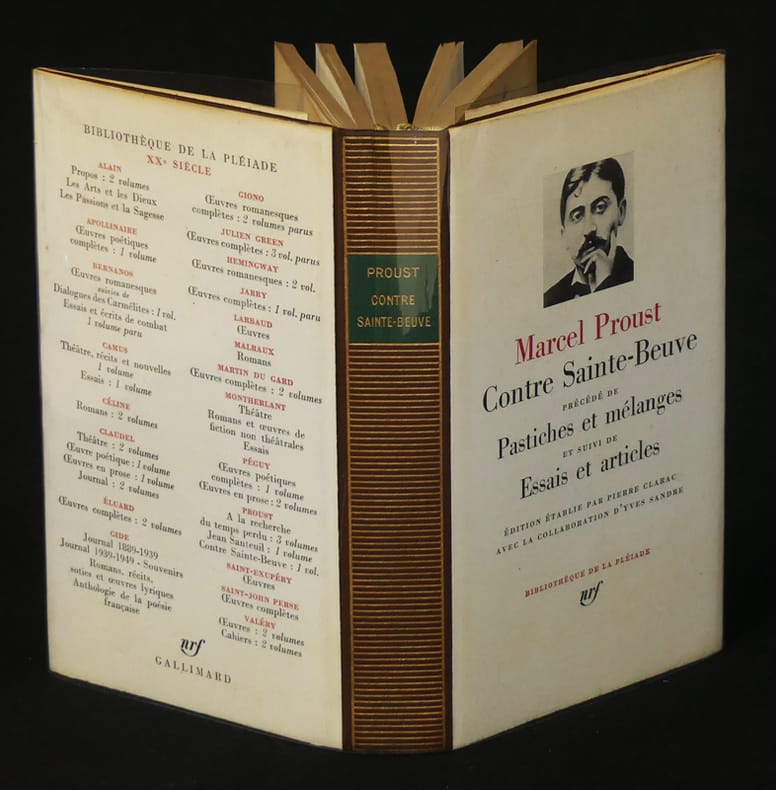 BIBLIOTHÈQUE DE LA PLÉIADE
XXᵉ SIÈCLE
ALAIN
Propos : 2 volumes
Les Arts et les Dieux
Les Passions et la Sagesse
APOLLINAIRE
Œuvres poétiques
complètes : 1 volume
BERNANOS
Œuvres romanesques
suivies de
Dialogues des Carmélites : 1 vol.
Essais et écrits de combat
1 volume paru
CAMUS
Théâtre, récits et nouvelles
1 volume
Essais : 1 volume
CÉLINE
Romans : 2 volumes
CLAUDEL
Théâtre : 2 volumes
Œuvre poétique : 1 volume
Œuvres en prose : 1 volume
Journal : 2 volumes
ÉLUARD
Œuvres complètes : 2 volumes
GIDE
Journal 1889-1939
Journal 1939-1949 - Souvenirs
Romans, récits,
soties et œuvres lyriques
Anthologie de la poésie
française
GIONO
Œuvres romanesques
complètes : 2 volumes parus
JULIEN GREEN
Œuvres complètes : 3 vol. parus
HEMINGWAY
Œuvres romanesques : 2 vol.
JARRY
Œuvres complètes : 1 vol. paru
LARBAUD
Œuvres
MALRAUX
Romans
MARTIN DU GARD
Œuvres complètes : 2 volumes
MONTHERLANT
Théâtre
Romans et œuvres de
fiction non théâtrales
Essais
PÉGUY
Œuvres poétiques
complètes : 1 volume
Œuvres en prose : 2 volumes
PROUST
A la recherche
du temps perdu : 3 volumes
Jean Santeuil : 1 volume
Contre Sainte-Beuve : 1 vol.
SAINT-EXUPÉRY
Œuvres
SAINT-JOHN PERSE
Œuvres complètes
VALÉRY
Œuvres : 2 volumes
Cahiers : 2 volumes
nrf
GALLIMARD
PROUST
CONTRE
SAINTE-BEUVE
Marcel Proust
Contre Sainte-Beuve
PRÉCÉDÉ DE
Pastiches et mélanges
ET SUIVI DE
Essais et articles
ÉDITION ÉTABLIE PAR PIERRE CLARAC
AVEC LA COLLABORATION D'YVES SANDRE
BIBLIOTHÈQUE DE LA PLÉIADE
nrf